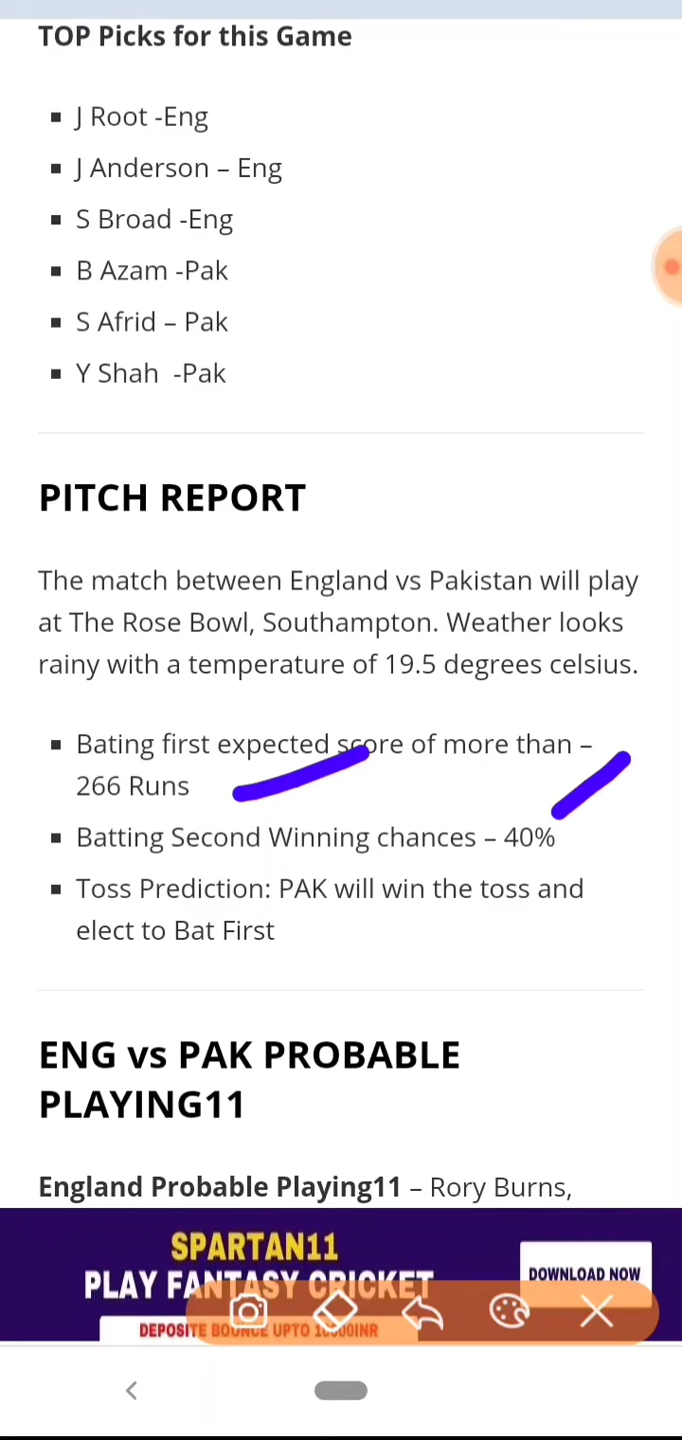 TOP Picks for this Game
▪ J Root -Eng
▪ J Anderson – Eng
▪ S Broad -Eng
▪ B Azam -Pak
▪ S Afrid – Pak
▪ Y Shah -Pak
PITCH REPORT
The match between England vs Pakistan will play
at The Rose Bowl, Southampton. Weather looks
rainy with a temperature of 19.5 degrees celsius.
▪ Bating first expected score of more than –
266 Runs
▪ Batting Second Winning chances – 40%
▪ Toss Prediction: PAK will win the toss and
elect to Bat First
ENG vs PAK PROBABLE
PLAYING11
England Probable Playing11 – Rory Burns,
SPARTAN11
PLAY FANTASY CRICKET
DOWNLOAD NOW
DEPOSITE BOUNCE UPTO INR